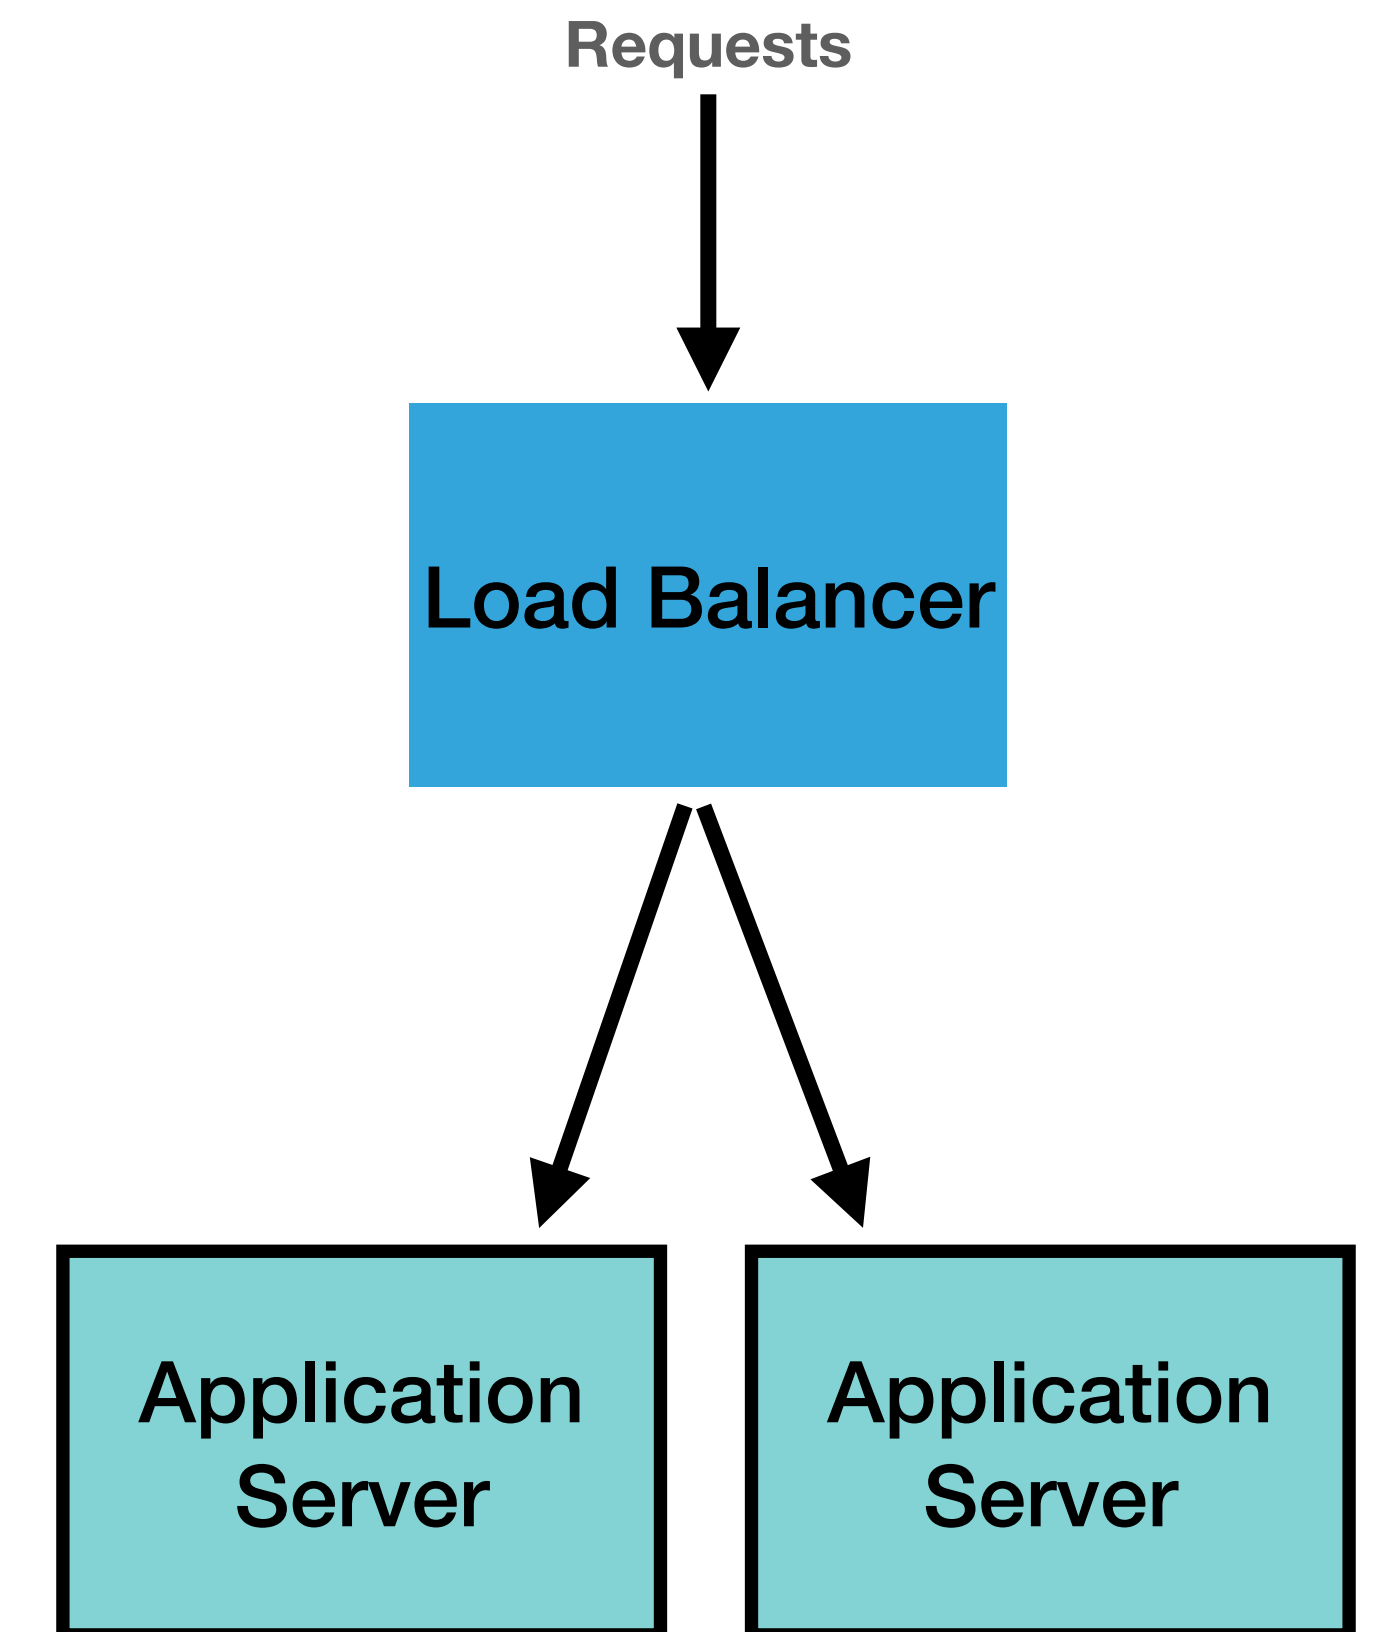 Requests
Load Balancer
Application
Server
Application
Server